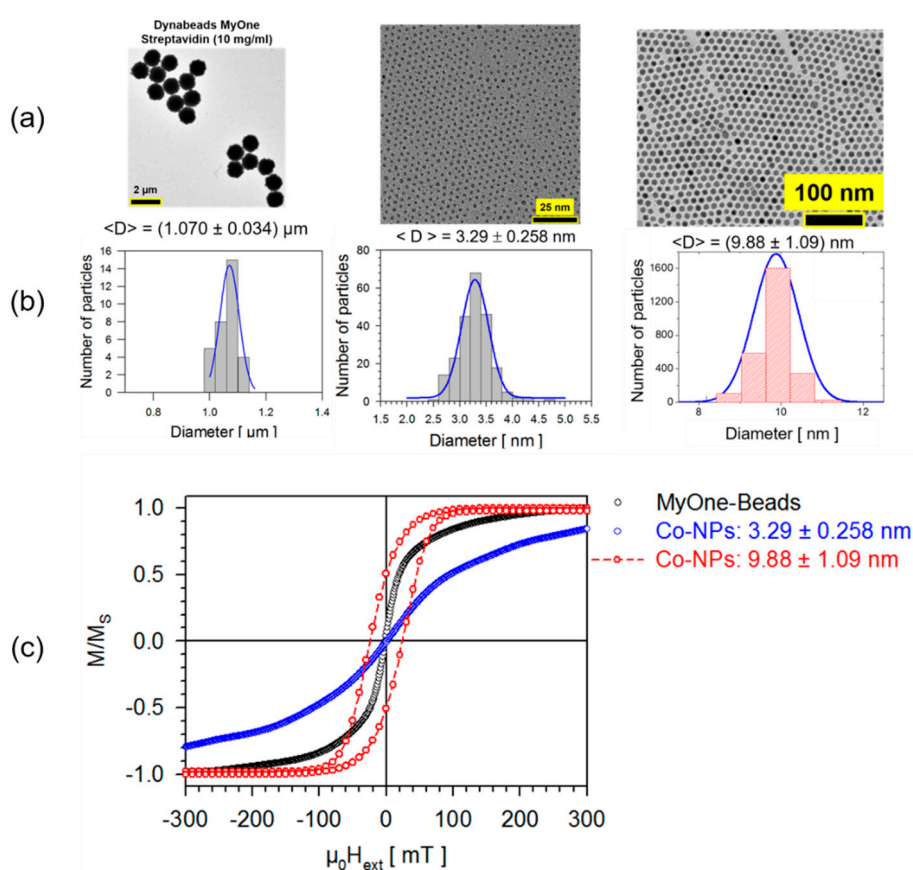 (a)
Dynabeads MyOne
Streptavidin (10 mg/ml)
2 µm
25 nm
100 nm
(b)
<D> = (1.070 ± 0.034) µm
Number of particles
16
14
12
10
8
6
4
2
0
0.8 1.0 1.2 1.4
Diameter [ µm ]
< D > = 3.29 ± 0.258 nm
Number of particles
80
60
40
20
0
1.5 2.0 2.5 3.0 3.5 4.0 4.5 5.0 5.5
Diameter [ nm ]
<D> = (9.88 ± 1.09) nm
Number of particles
1600
1200
800
400
0
8 10 12
Diameter [ nm ]
(c)
M/MS
1.0
0.5
0.0
-0.5
-1.0
-300 -200 -100 0 100 200 300
µ0Hext [ mT ]
MyOne-Beads
Co-NPs: 3.29 ± 0.258 nm
Co-NPs: 9.88 ± 1.09 nm